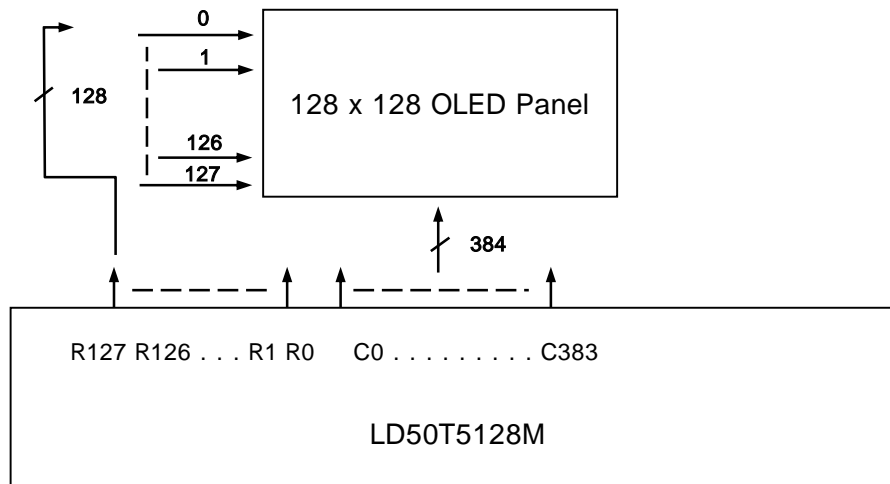 0
1
128
128 x 128 OLED Panel
126
127
384
R127 R126 . . . R1 R0 C0 . . . . . . . . . C383
LD50T5128M